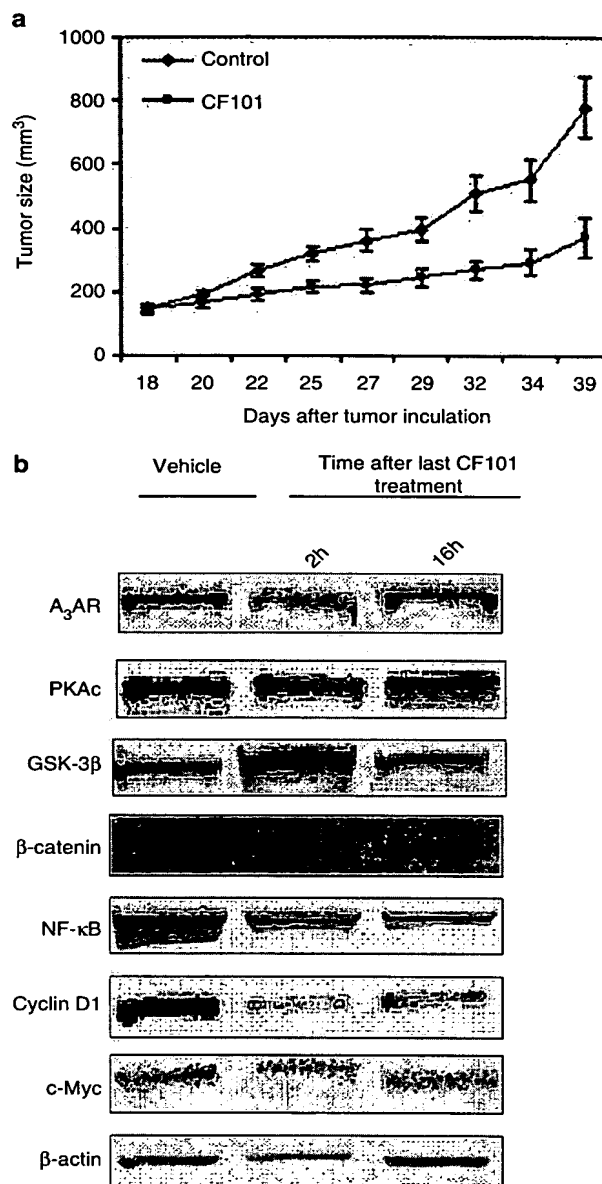 a
1000
800
600
400
200
0
Tumor size (mm³)
Control
CF101
18 20 22 25 27 29 32 34 39
Days after tumor inculation
b
Vehicle
Time after last CF101
treatment
2h 16h
A₃AR
PKAc
GSK-3β
β-catenin
NF-κB
Cyclin D1
c-Myc
β-actin